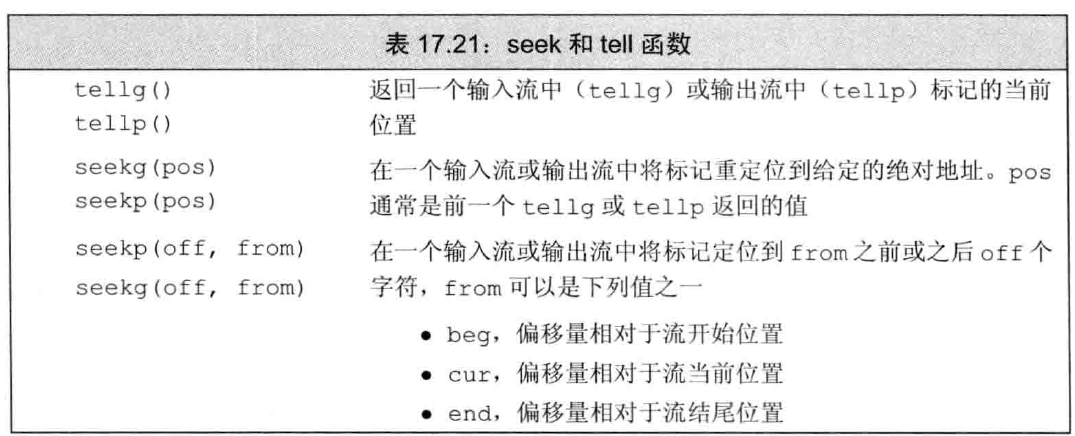 表 17.21：seek 和 tell 函数
tellg() 返回一个输入流中（tellg）或输出流中（tellp）标记的当前
tellp() 位置
seekg(pos) 在一个输入流或输出流中将标记重定位到给定的绝对地址。pos
seekp(pos) 通常是前一个 tellg 或 tellp 返回的值
seekp(off, from) 在一个输入流或输出流中将标记定位到 from 之前或之后 off 个
seekg(off, from) 字符，from 可以是下列值之一
● beg，偏移量相对于流开始位置
● cur，偏移量相对于流当前位置
● end，偏移量相对于流结尾位置